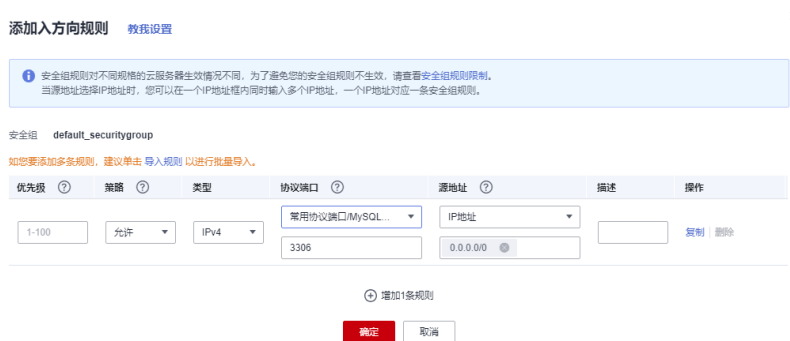 添加入方向规则 教我设置
安全组规则对不同规格的云服务器生效情况不同，为了避免您的安全组规则不生效，请查看安全组规则限制。
当源地址选择IP地址时，您可以在一个IP地址框内同时输入多个IP地址，一个IP地址对应一条安全组规则。
安全组 default_securitygroup
如您要添加多条规则，建议单击 导入规则 以进行批量导入。
优先级 ? 策略 ? 类型 协议端口 ? 源地址 ? 描述 操作
常用协议端口/MySQL... IP地址
1-100 允许 IPv4 复制 删除
3306 0.0.0.0/0
增加1条规则
确定 取消